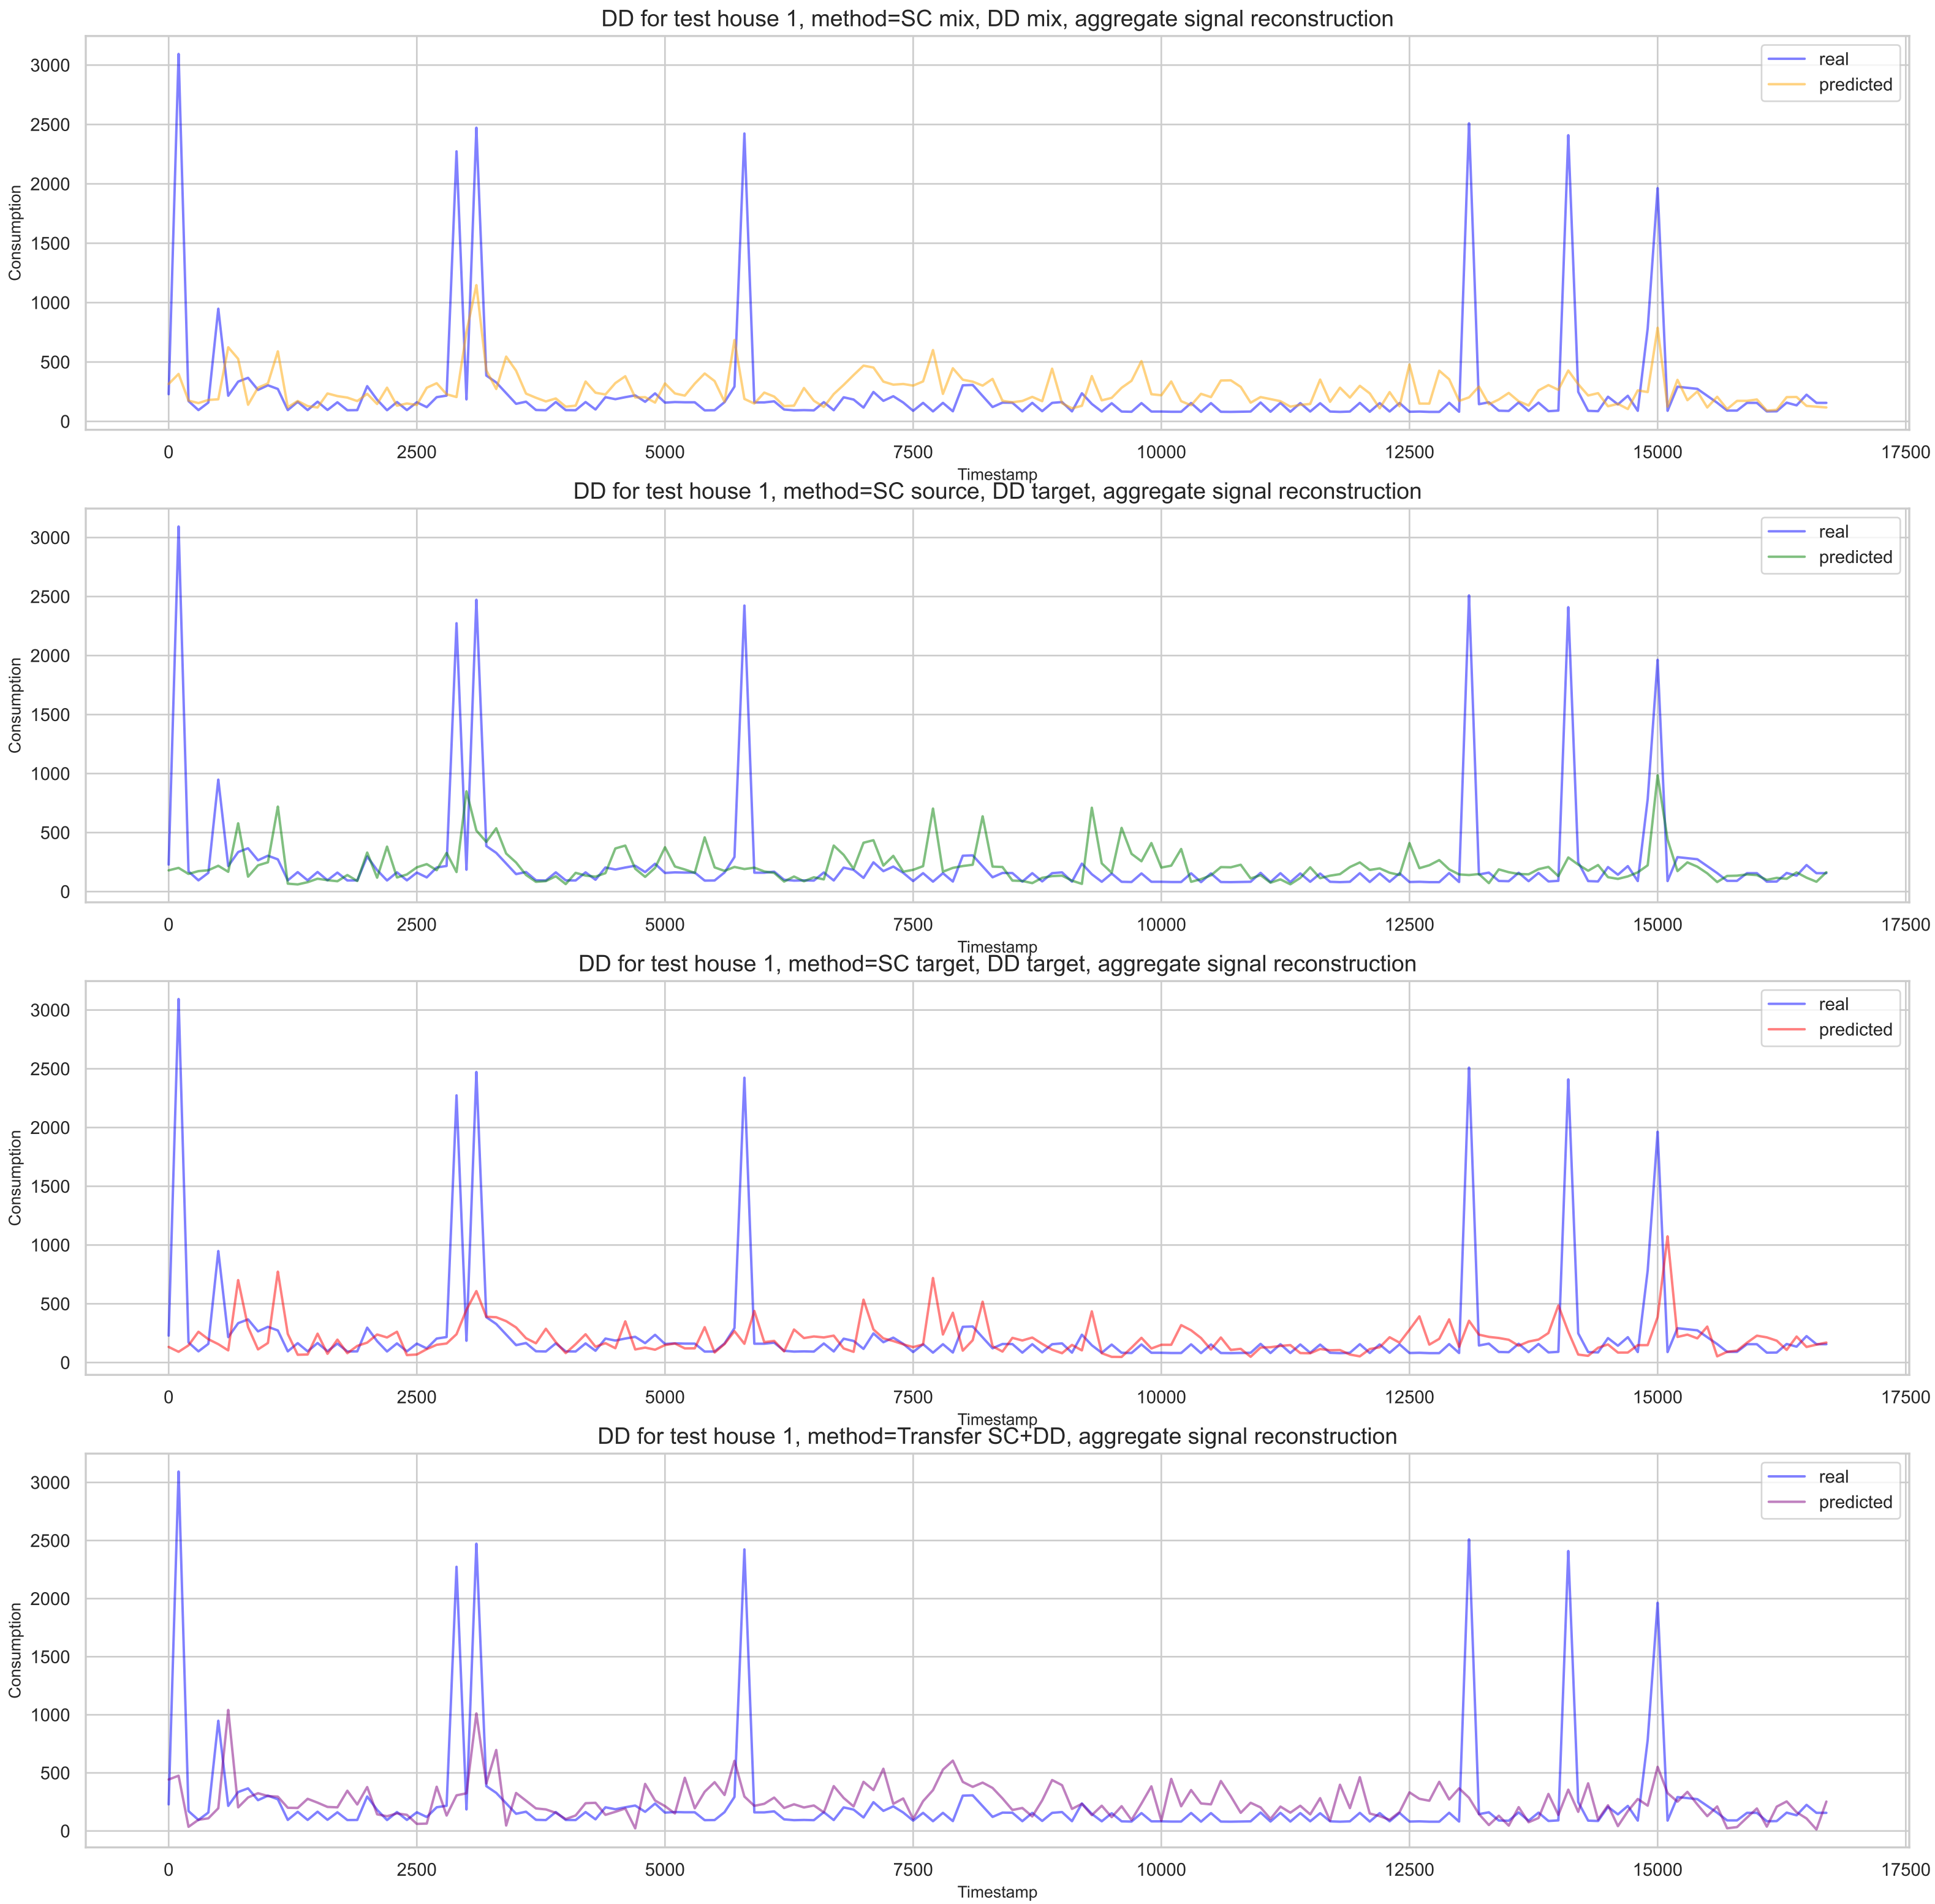 DD for test house 1, method=SC mix, DD mix, aggregate signal reconstruction
real
predicted
3000
2500
2000
1500
1000
500
0
Consumption
0 2500 5000 7500 10000 12500 15000 17500
Timestamp
DD for test house 1, method=SC source, DD target, aggregate signal reconstruction
real
predicted
3000
2500
2000
1500
1000
500
0
Consumption
0 2500 5000 7500 10000 12500 15000 17500
Timestamp
DD for test house 1, method=SC target, DD target, aggregate signal reconstruction
real
predicted
3000
2500
2000
1500
1000
500
0
Consumption
0 2500 5000 7500 10000 12500 15000 17500
Timestamp
DD for test house 1, method=Transfer SC+DD, aggregate signal reconstruction
real
predicted
3000
2500
2000
1500
1000
500
0
Consumption
0 2500 5000 7500 10000 12500 15000 17500
Timestamp